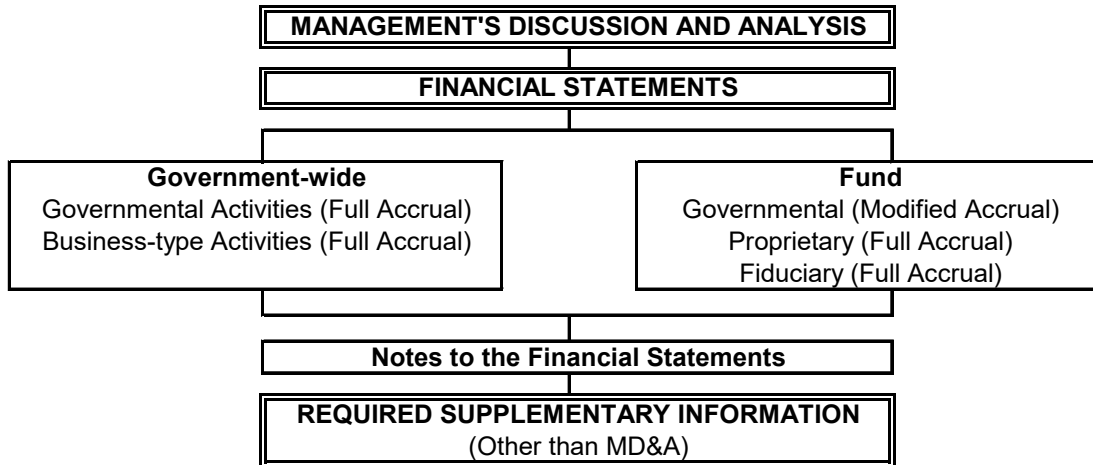 MANAGEMENT'S DISCUSSION AND ANALYSIS
FINANCIAL STATEMENTS
Government-wide
Governmental Activities (Full Accrual)
Business-type Activities (Full Accrual)
Fund
Governmental (Modified Accrual)
Proprietary (Full Accrual)
Fiduciary (Full Accrual)
Notes to the Financial Statements
REQUIRED SUPPLEMENTARY INFORMATION
(Other than MD&A)